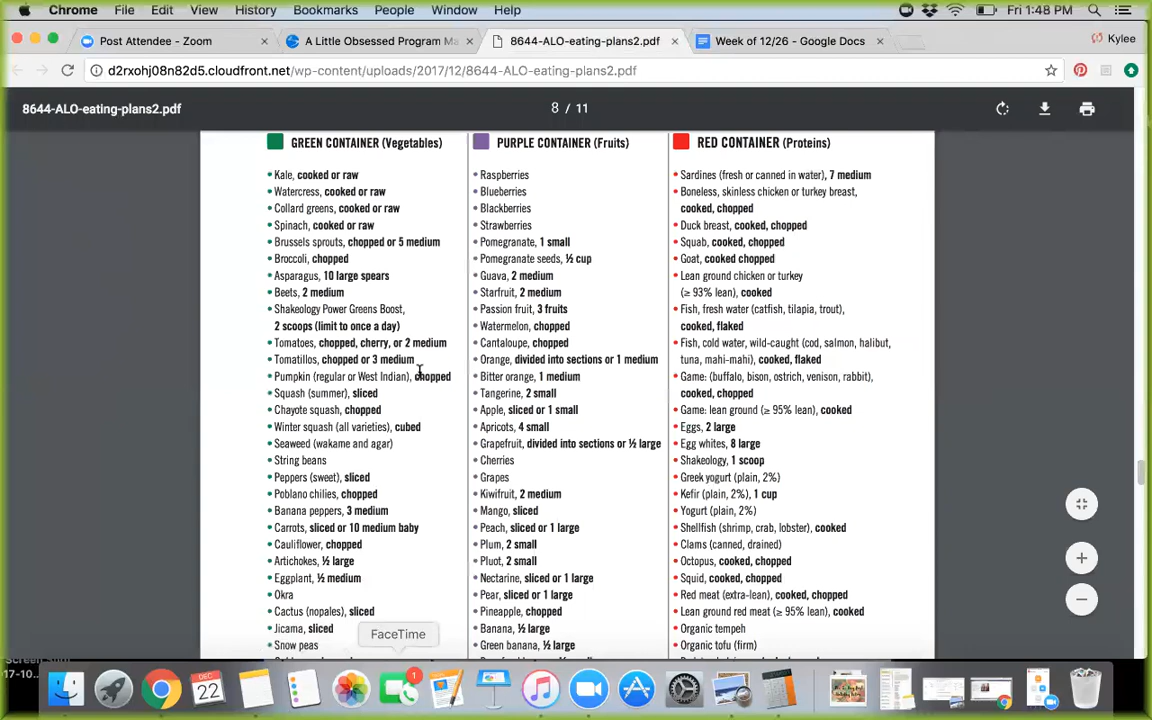 Chrome File Edit View History Bookmarks People Window Help Fri 1:48 PM
Post Attendee - Zoom × A Little Obsessed Program Ma × 8644-ALO-eating-plans2.pdf × Week of 12/26 - Google Docs × Kylee
d2rxohj08n82d5.cloudfront.net/wp-content/uploads/2017/12/8644-ALO-eating-plans2.pdf
8644-ALO-eating-plans2.pdf 8 / 11
GREEN CONTAINER (Vegetables)
• Kale, cooked or raw
• Watercress, cooked or raw
• Collard greens, cooked or raw
• Spinach, cooked or raw
• Brussels sprouts, chopped or 5 medium
• Broccoli, chopped
• Asparagus, 10 large spears
• Beets, 2 medium
• Shakeology Power Greens Boost,
2 scoops (limit to once a day)
• Tomatoes, chopped, cherry, or 2 medium
• Tomatillos, chopped or 3 medium
• Pumpkin (regular or West Indian), chopped
• Squash (summer), sliced
• Chayote squash, chopped
• Winter squash (all varieties), cubed
• Seaweed (wakame and agar)
• String beans
• Peppers (sweet), sliced
• Poblano chilies, chopped
• Banana peppers, 3 medium
• Carrots, sliced or 10 medium baby
• Cauliflower, chopped
• Artichokes, ½ large
• Eggplant, ½ medium
• Okra
• Cactus (nopales), sliced
• Jicama, sliced
• Snow peas
PURPLE CONTAINER (Fruits)
• Raspberries
• Blueberries
• Blackberries
• Strawberries
• Pomegranate, 1 small
• Pomegranate seeds, ½ cup
• Guava, 2 medium
• Starfruit, 2 medium
• Passion fruit, 3 fruits
• Watermelon, chopped
• Cantaloupe, chopped
• Orange, divided into sections or 1 medium
• Bitter orange, 1 medium
• Tangerine, 2 small
• Apple, sliced or 1 small
• Apricots, 4 small
• Grapefruit, divided into sections or ½ large
• Cherries
• Grapes
• Kiwifruit, 2 medium
• Mango, sliced
• Peach, sliced or 1 large
• Plum, 2 small
• Pluot, 2 small
• Nectarine, sliced or 1 large
• Pear, sliced or 1 large
• Pineapple, chopped
• Banana, ½ large
• Green banana, ½ large
RED CONTAINER (Proteins)
• Sardines (fresh or canned in water), 7 medium
• Boneless, skinless chicken or turkey breast,
cooked, chopped
• Duck breast, cooked, chopped
• Squab, cooked, chopped
• Goat, cooked chopped
• Lean ground chicken or turkey
(≥ 93% lean), cooked
• Fish, fresh water (catfish, tilapia, trout),
cooked, flaked
• Fish, cold water, wild-caught (cod, salmon, halibut,
tuna, mahi-mahi), cooked, flaked
• Game: (buffalo, bison, ostrich, venison, rabbit),
cooked, chopped
• Game: lean ground (≥ 95% lean), cooked
• Eggs, 2 large
• Egg whites, 8 large
• Shakeology, 1 scoop
• Greek yogurt (plain, 2%)
• Kefir (plain, 2%), 1 cup
• Yogurt (plain, 2%)
• Shellfish (shrimp, crab, lobster), cooked
• Clams (canned, drained)
• Octopus, cooked, chopped
• Squid, cooked, chopped
• Red meat (extra-lean), cooked, chopped
• Lean ground red meat (≥ 95% lean), cooked
• Organic tempeh
• Organic tofu (firm)
FaceTime
17-10...
DEC
22
1